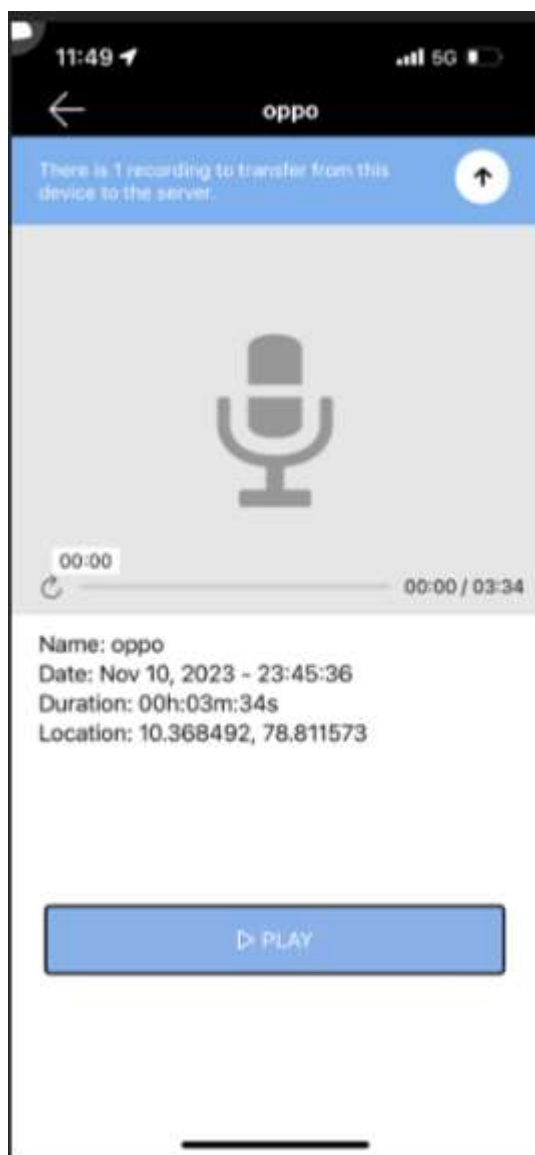 11:49
5G
oppo
There is 1 recording to transfer from this
device to the server.
00:00
00:00 / 03:34
Name: oppo
Date: Nov 10, 2023 - 23:45:36
Duration: 00h:03m:34s
Location: 10.368492, 78.811573
PLAY